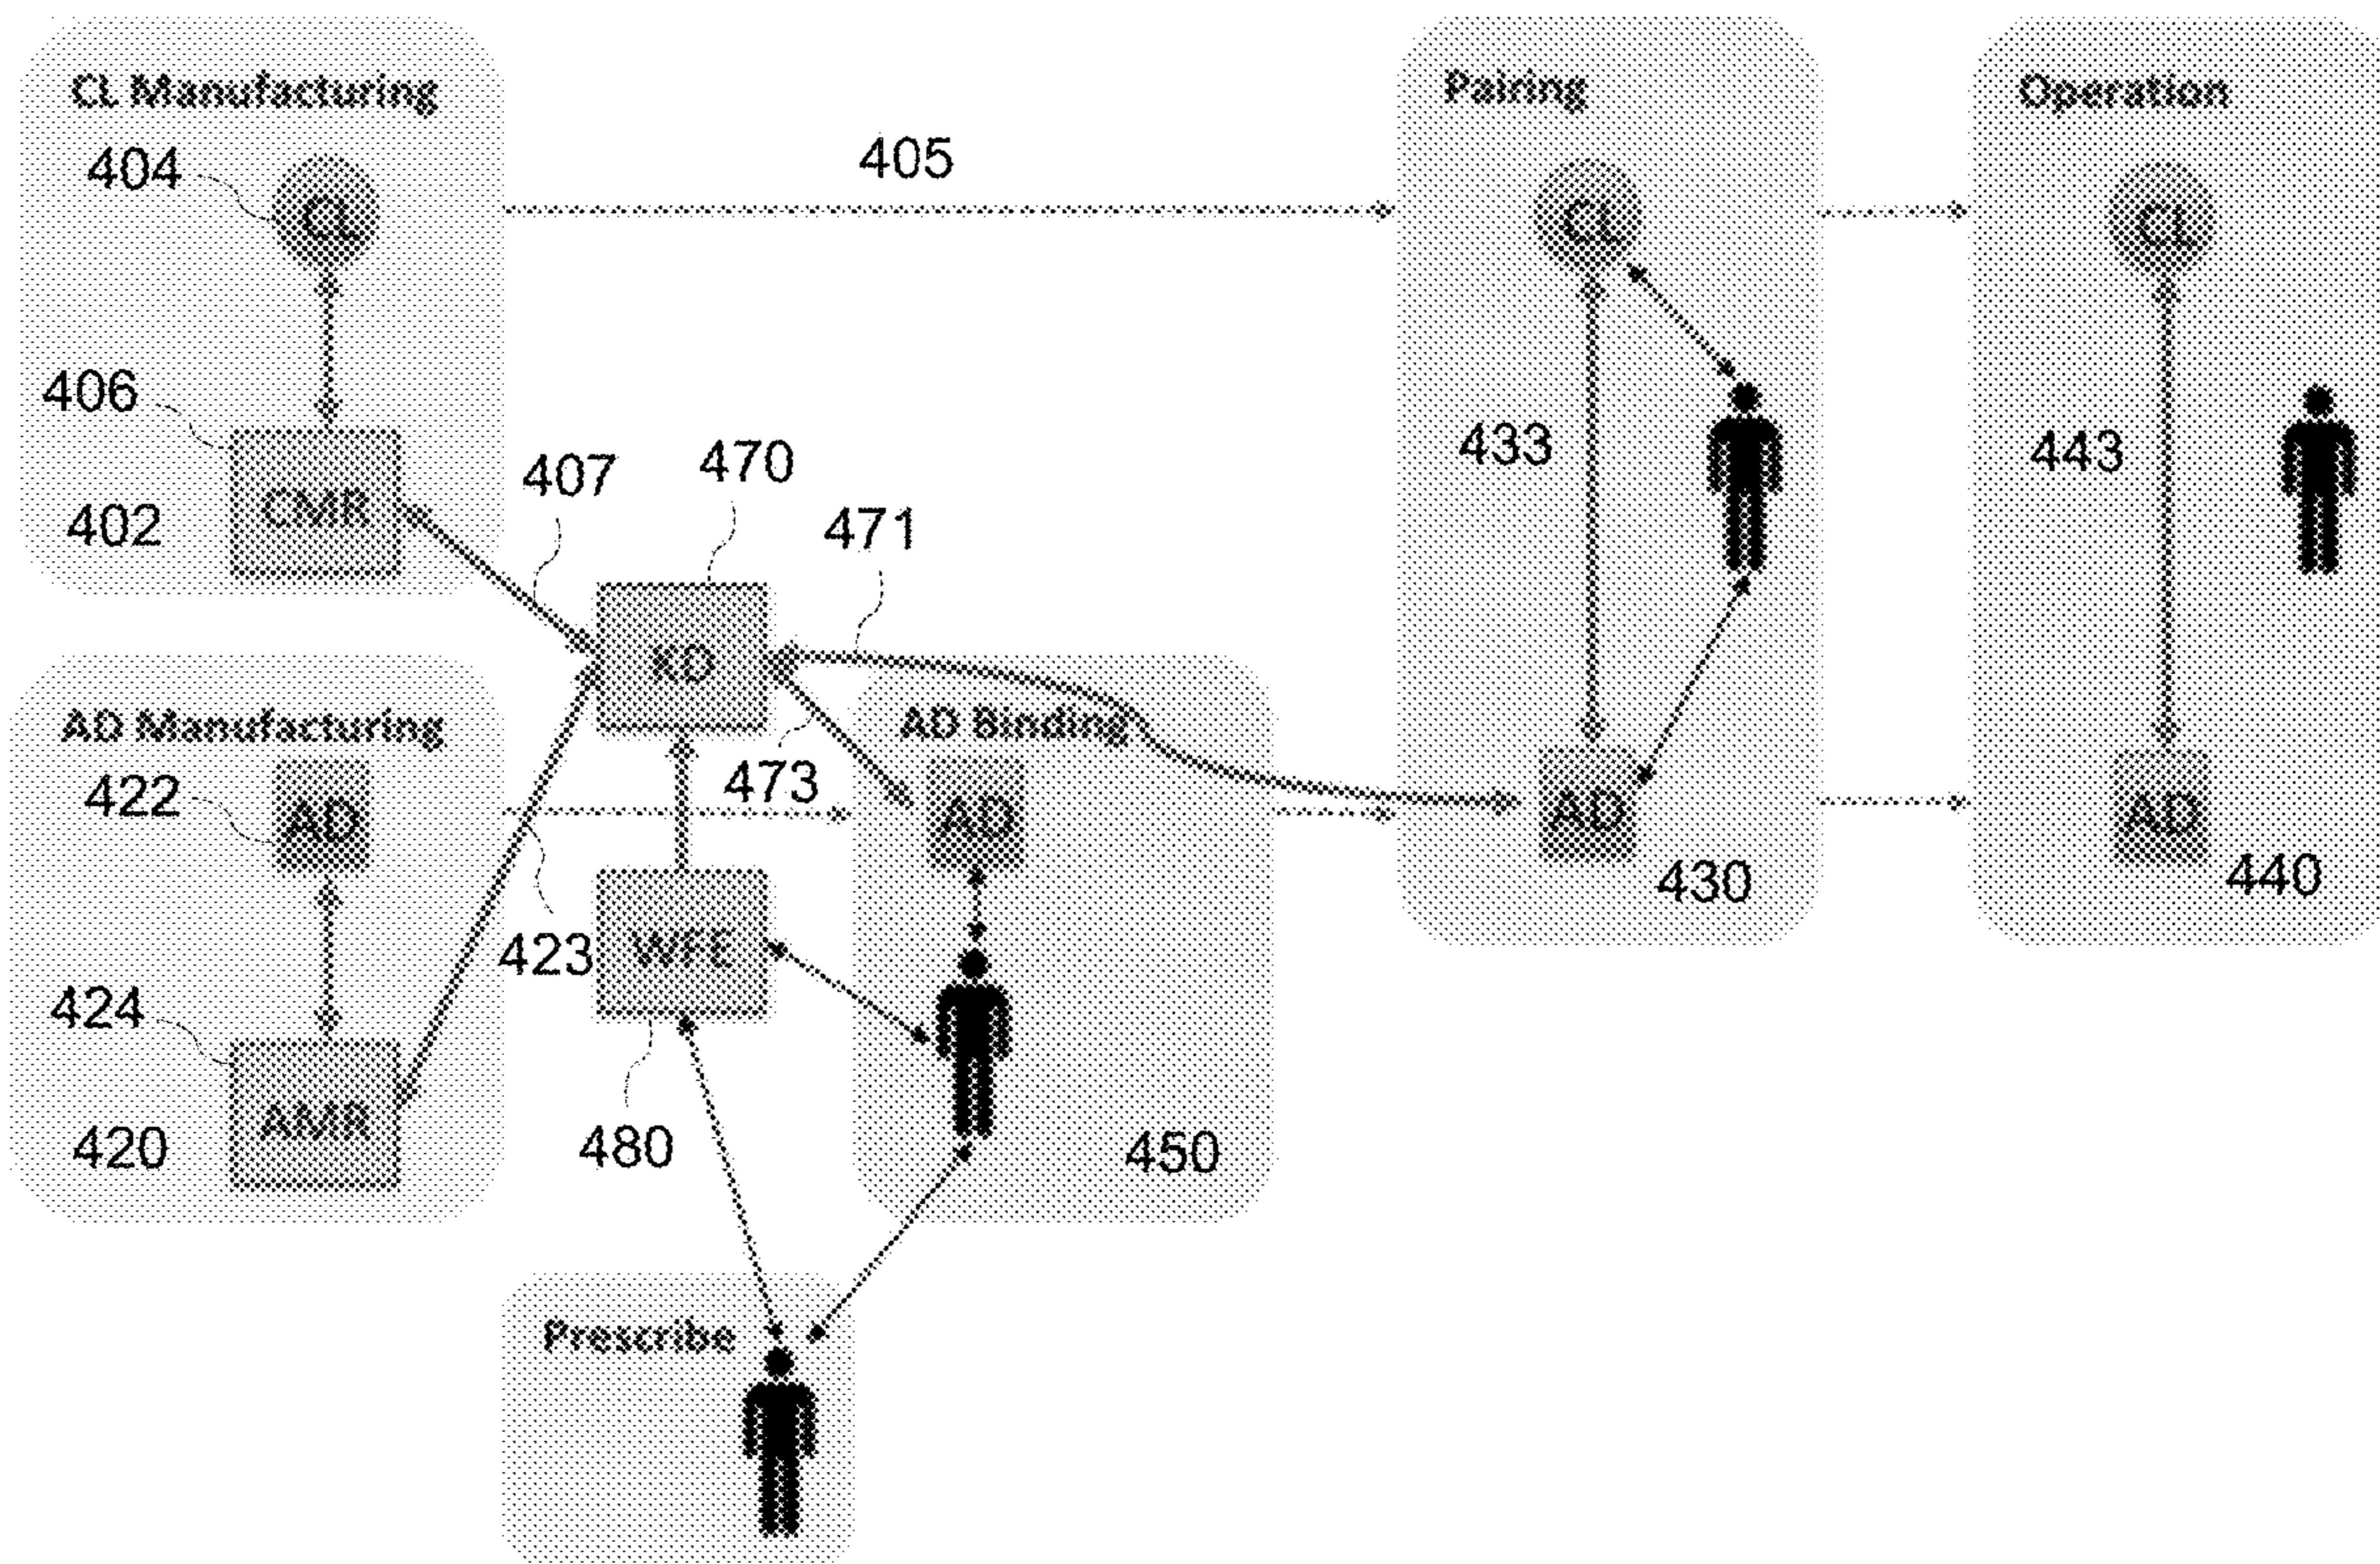 CL Manufacturing
404
CL
406
CMR
402
405
407
470
471
KD
473
AD Manufacturing
422
AD
424
AMR
420
423
WFE
480
AD Binding
AD
450
Prescribe
Pairing
CL
433
AD
430
Operation
CL
443
AD
440